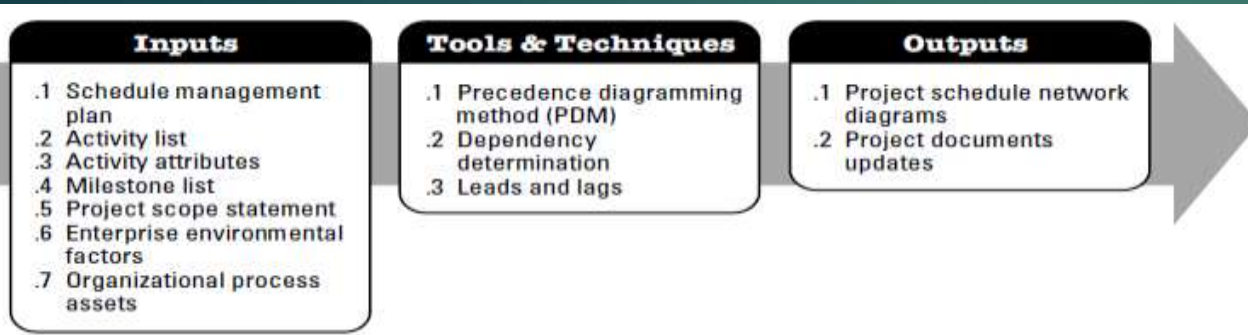 Inputs
.1 Schedule management
plan
.2 Activity list
.3 Activity attributes
.4 Milestone list
.5 Project scope statement
.6 Enterprise environmental
factors
.7 Organizational process
assets
Tools & Techniques
.1 Precedence diagramming
method (PDM)
.2 Dependency
determination
.3 Leads and lags
Outputs
.1 Project schedule network
diagrams
.2 Project documents
updates